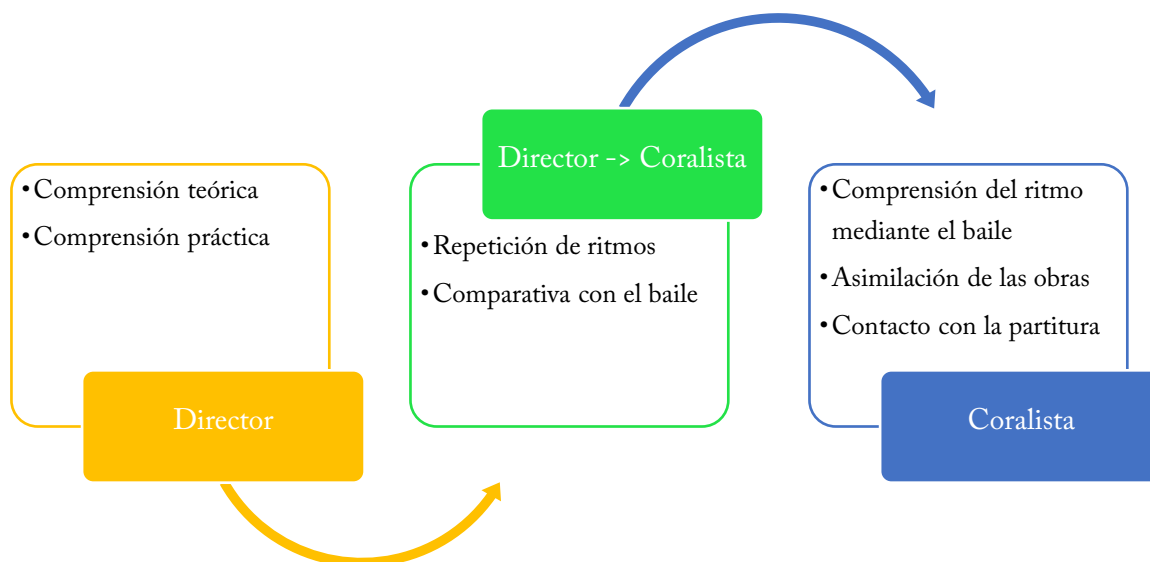 • Comprensión teórica
• Comprensión práctica
Director
Director -> Coralista
• Repetición de ritmos
• Comparativa con el baile
• Comprensión del ritmo
mediante el baile
• Asimilación de las obras
• Contacto con la partitura
Coralista